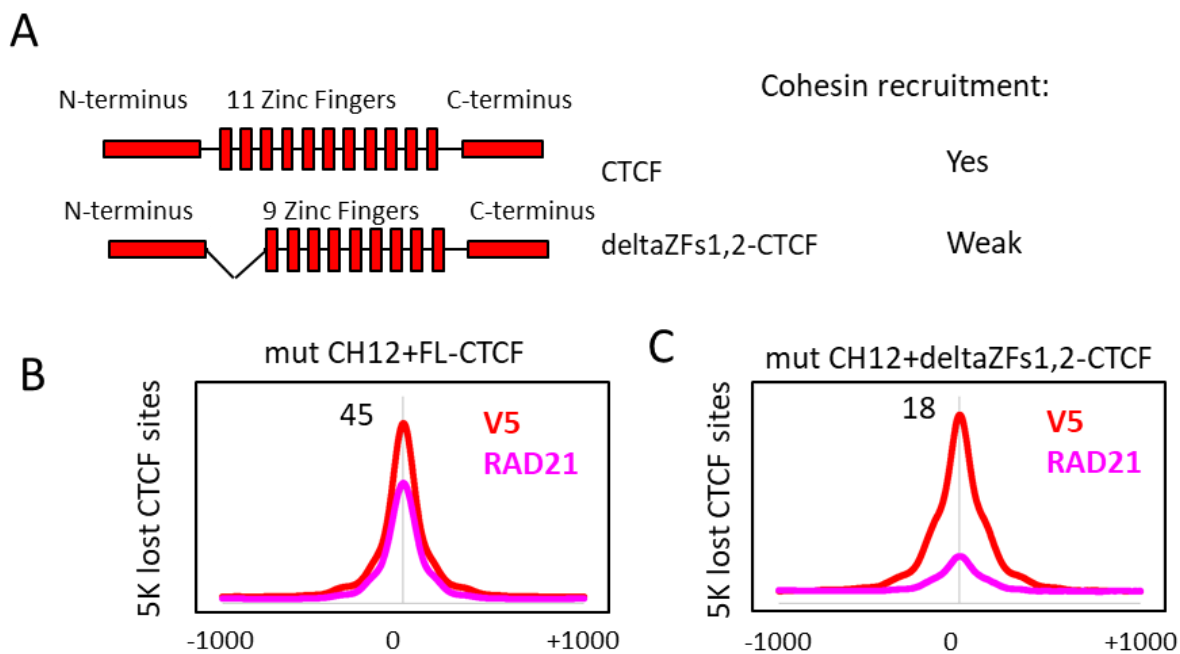 A
N-terminus 11 Zinc Fingers C-terminus
Cohesin recruitment:
CTCF Yes
N-terminus 9 Zinc Fingers C-terminus
deltaZFs1,2-CTCF Weak
B
mut CH12+FL-CTCF
5K lost CTCF sites
45
V5
RAD21
-1000 0 +1000
C
mut CH12+deltaZFs1,2-CTCF
5K lost CTCF sites
18
V5
RAD21
-1000 0 +1000